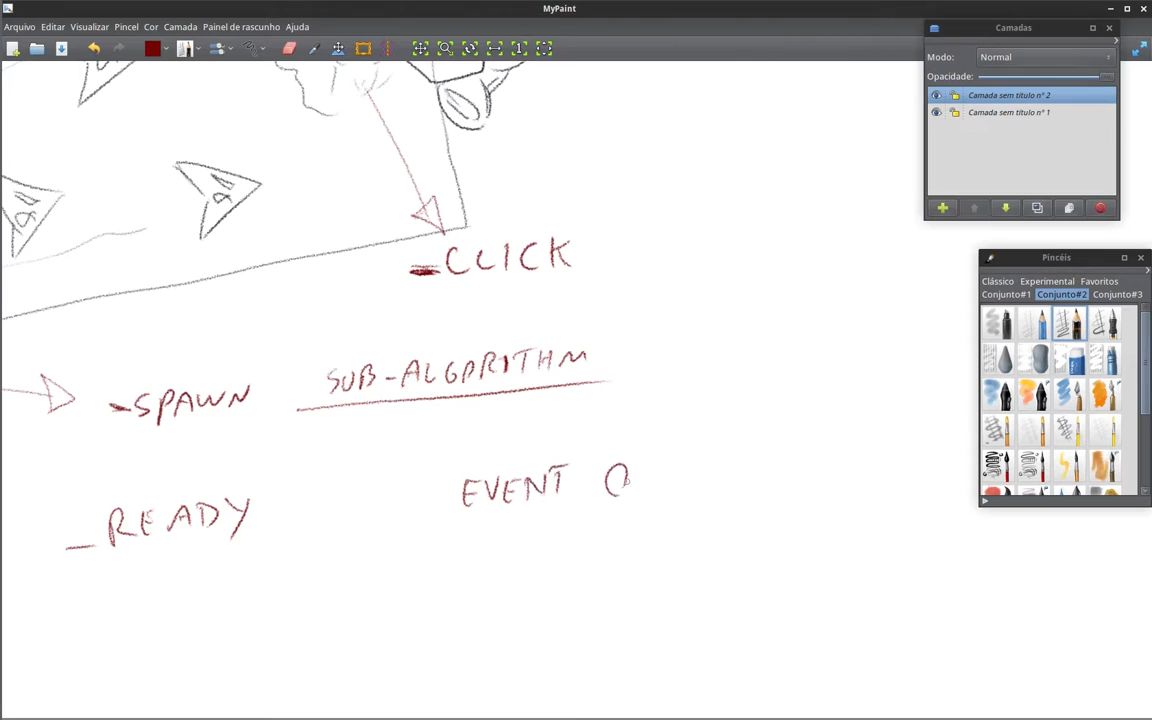 MyPaint
Arquivo Editar Visualizar Pincel Cor Camada Painel de rascunho Ajuda
Camadas
Modo: Normal
Opacidade:
Camada sem título nº 2
Camada sem título nº 1
_CLICK
SUB-ALGORITHM
_SPAWN
EVENT
_READY
Pincéis
Clássico Experimental Favoritos
Conjunto#1 Conjunto#2 Conjunto#3